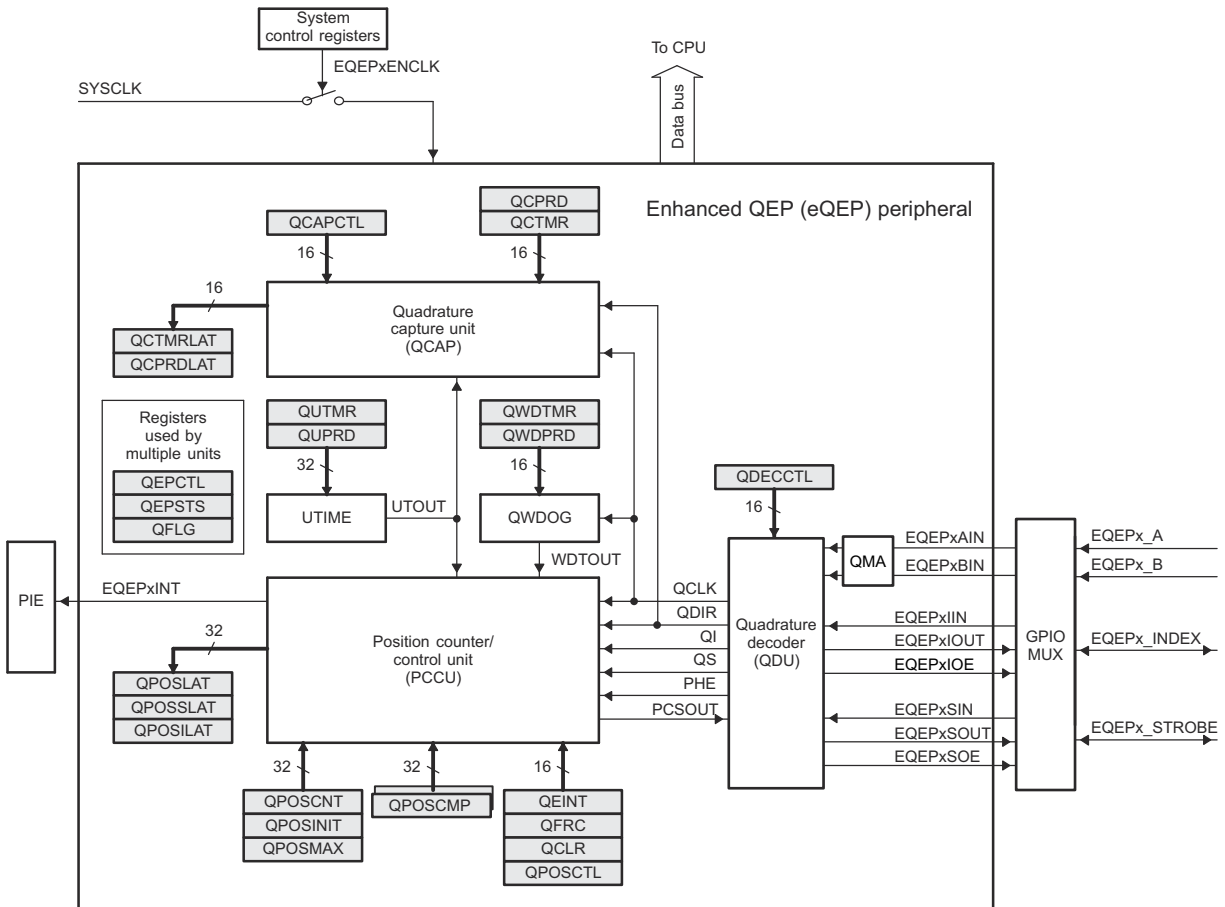 System
control registers
To CPU
EQEPxENCLK
SYSCLK
Data bus
Enhanced QEP (eQEP) peripheral
QCPRD
QCAPCTL
QCTMR
16
16
16
Quadrature
capture unit
(QCAP)
QCTMRLAT
QCPRDLAT
Registers
used by
multiple units
QEPCTL
QEPSTS
QFLG
QUTMR
QUPRD
QWDTMR
QWDPRD
32
16
UTIME
UTOUT
QWDOG
WDTOUT
QDECCTL
16
EQEPxAIN
EQEPxBIN
QMA
EQEPx_A
EQEPx_B
PIE
EQEPxINT
QCLK
QDIR
QI
QS
PHE
PCSOUT
Position counter/
control unit
(PCCU)
Quadrature
decoder
(QDU)
EQEPxIIN
EQEPxIOUT
EQEPxIOE
GPIO
MUX
EQEPx_INDEX
EQEPxSIN
EQEPxSOUT
EQEPxSOE
EQEPx_STROBE
32
QPOSLAT
QPOSSLAT
QPOSILAT
32
32
16
QPOSCNT
QPOSINIT
QPOSMAX
QPOSCMP
QEINT
QFRC
QCLR
QPOSCTL